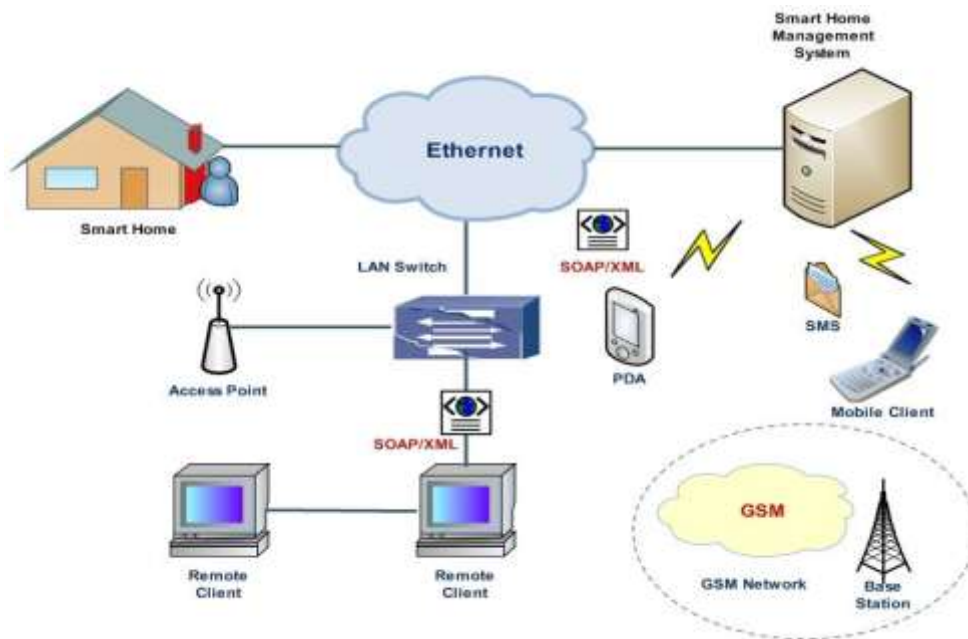 Smart Home
Management
System
Ethernet
Smart Home
LAN Switch
SOAP/XML
SMS
PDA
Access Point
Mobile Client
SOAP/XML
GSM
Remote
Client
Remote
Client
GSM Network
Base
Station